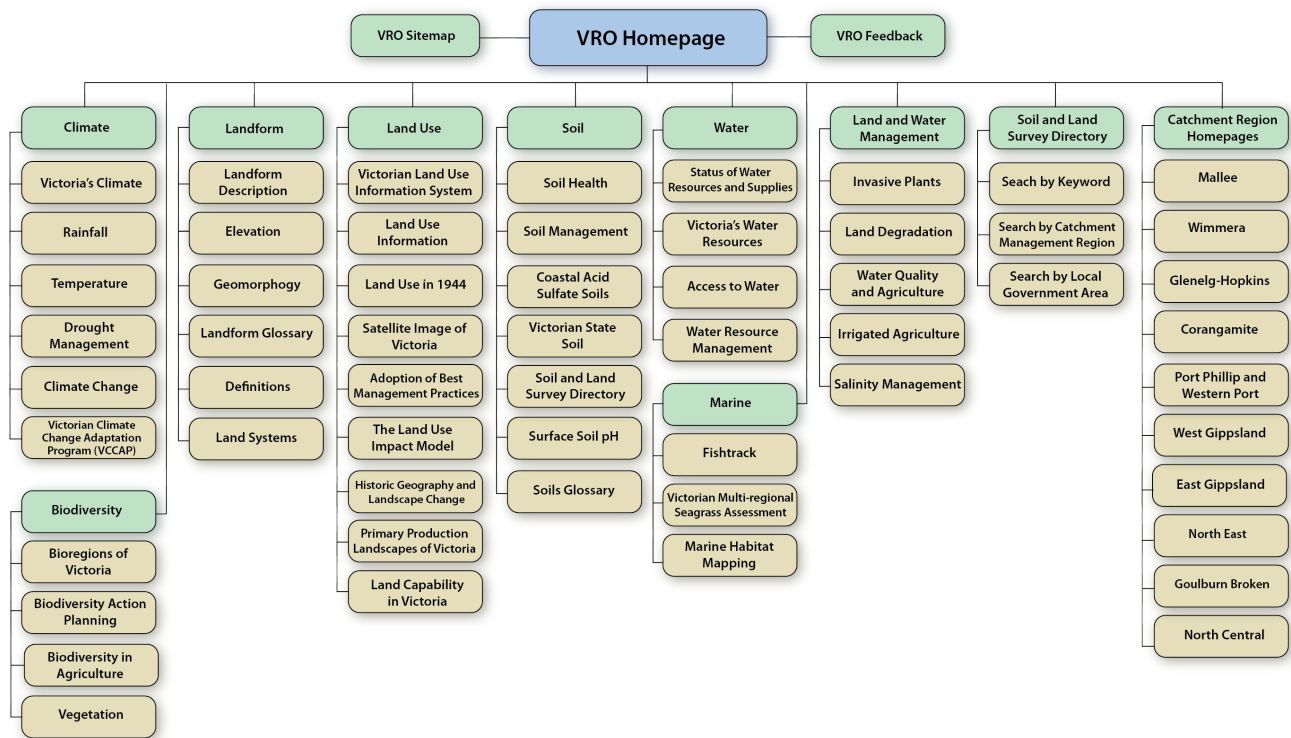 VRO Sitemap
VRO Homepage
VRO Feedback
Climate
Victoria's Climate
Rainfall
Temperature
Drought
Management
Climate Change
Victorian Climate
Change Adaptation
Program (VCCAP)
Biodiversity
Bioregions of
Victoria
Biodiversity Action
Planning
Biodiversity in
Agriculture
Vegetation
Landform
Landform
Description
Elevation
Geomorphogy
Landform Glossary
Definitions
Land Systems
Land Use
Victorian Land Use
Information System
Land Use
Information
Land Use in 1944
Satellite Image of
Victoria
Adoption of Best
Management Practices
The Land Use
Impact Model
Historic Geography and
Landscape Change
Primary Production
Landscapes of Victoria
Land Capability
in Victoria
Soil
Soil Health
Soil Management
Coastal Acid
Sulfate Soils
Victorian State
Soil
Soil and Land
Survey Directory
Surface Soil pH
Soils Glossary
Water
Status of Water
Resources and Supplies
Victoria's Water
Resources
Access to Water
Water Resource
Management
Marine
Fishtrack
Victorian Multi-regional
Seagrass Assessment
Marine Habitat
Mapping
Land and Water
Management
Invasive Plants
Land Degradation
Water Quality
and Agriculture
Irrigated Agriculture
Salinity Management
Soil and Land
Survey Directory
Seach by Keyword
Search by Catchment
Management Region
Search by Local
Government Area
Catchment Region
Homepages
Mallee
Wimmera
Glenelg-Hopkins
Corangamite
Port Phillip and
Western Port
West Gippsland
East Gippsland
North East
Goulburn Broken
North Central